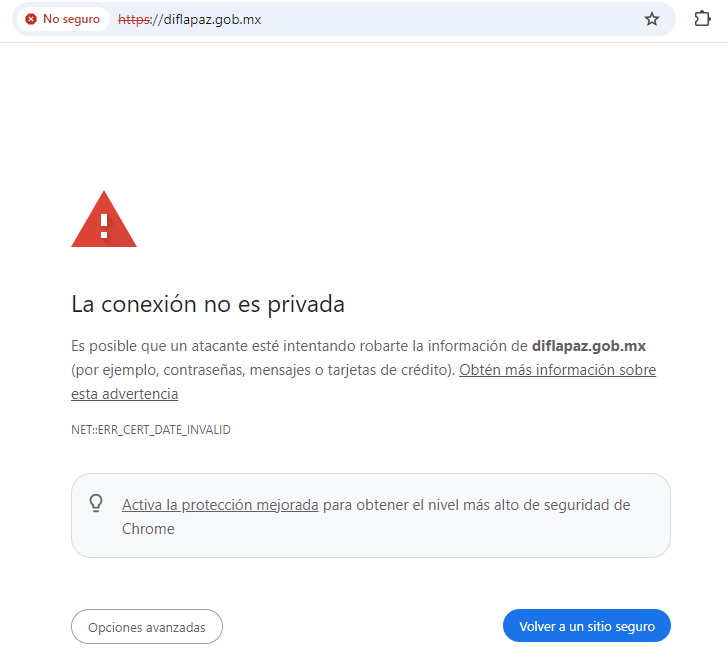 No seguro https://diflapaz.gob.mx
La conexión no es privada
Es posible que un atacante esté intentando robarte la información de diflapaz.gob.mx
(por ejemplo, contraseñas, mensajes o tarjetas de crédito). Obtén más información sobre
esta advertencia
NET::ERR_CERT_DATE_INVALID
Activa la protección mejorada para obtener el nivel más alto de seguridad de
Chrome
Opciones avanzadas Volver a un sitio seguro